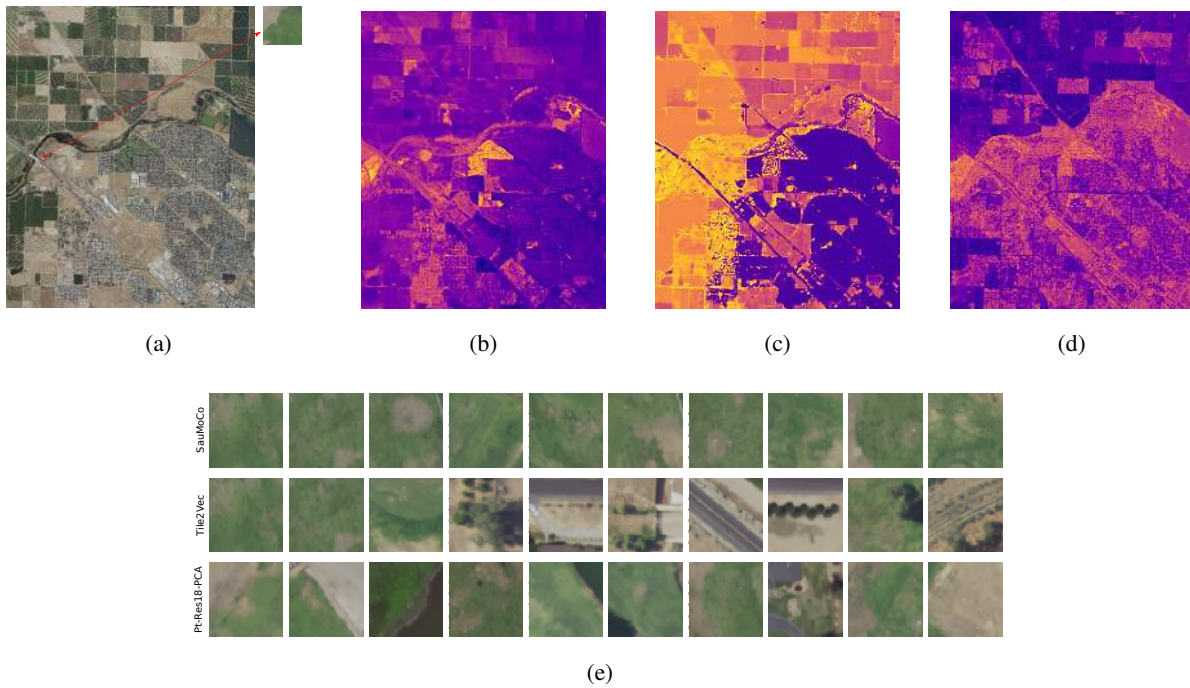 (a)
(b)
(c)
(d)
SauMoCo
Tile2Vec
Pt-Res18-PCA
(e)